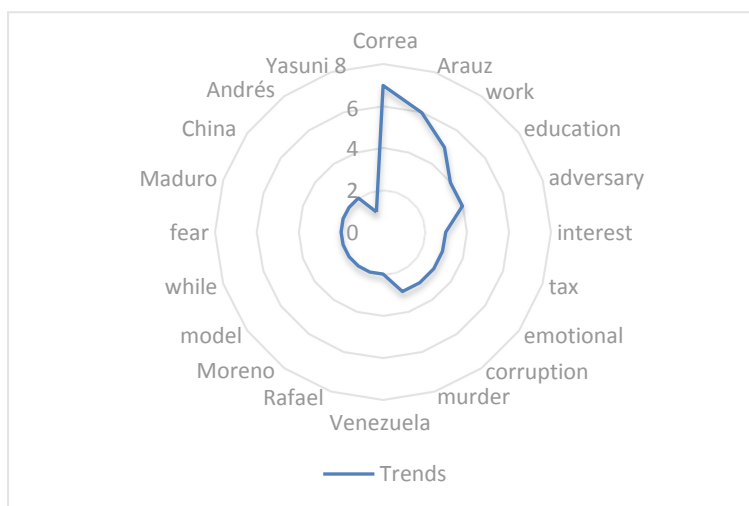 Correa
Yasuni 8
Arauz
Andrés
work
China
6
education
Maduro
4
adversary
2
fear
0
interest
while
tax
model
emotional
Moreno
corruption
Rafael
murder
Venezuela
Trends